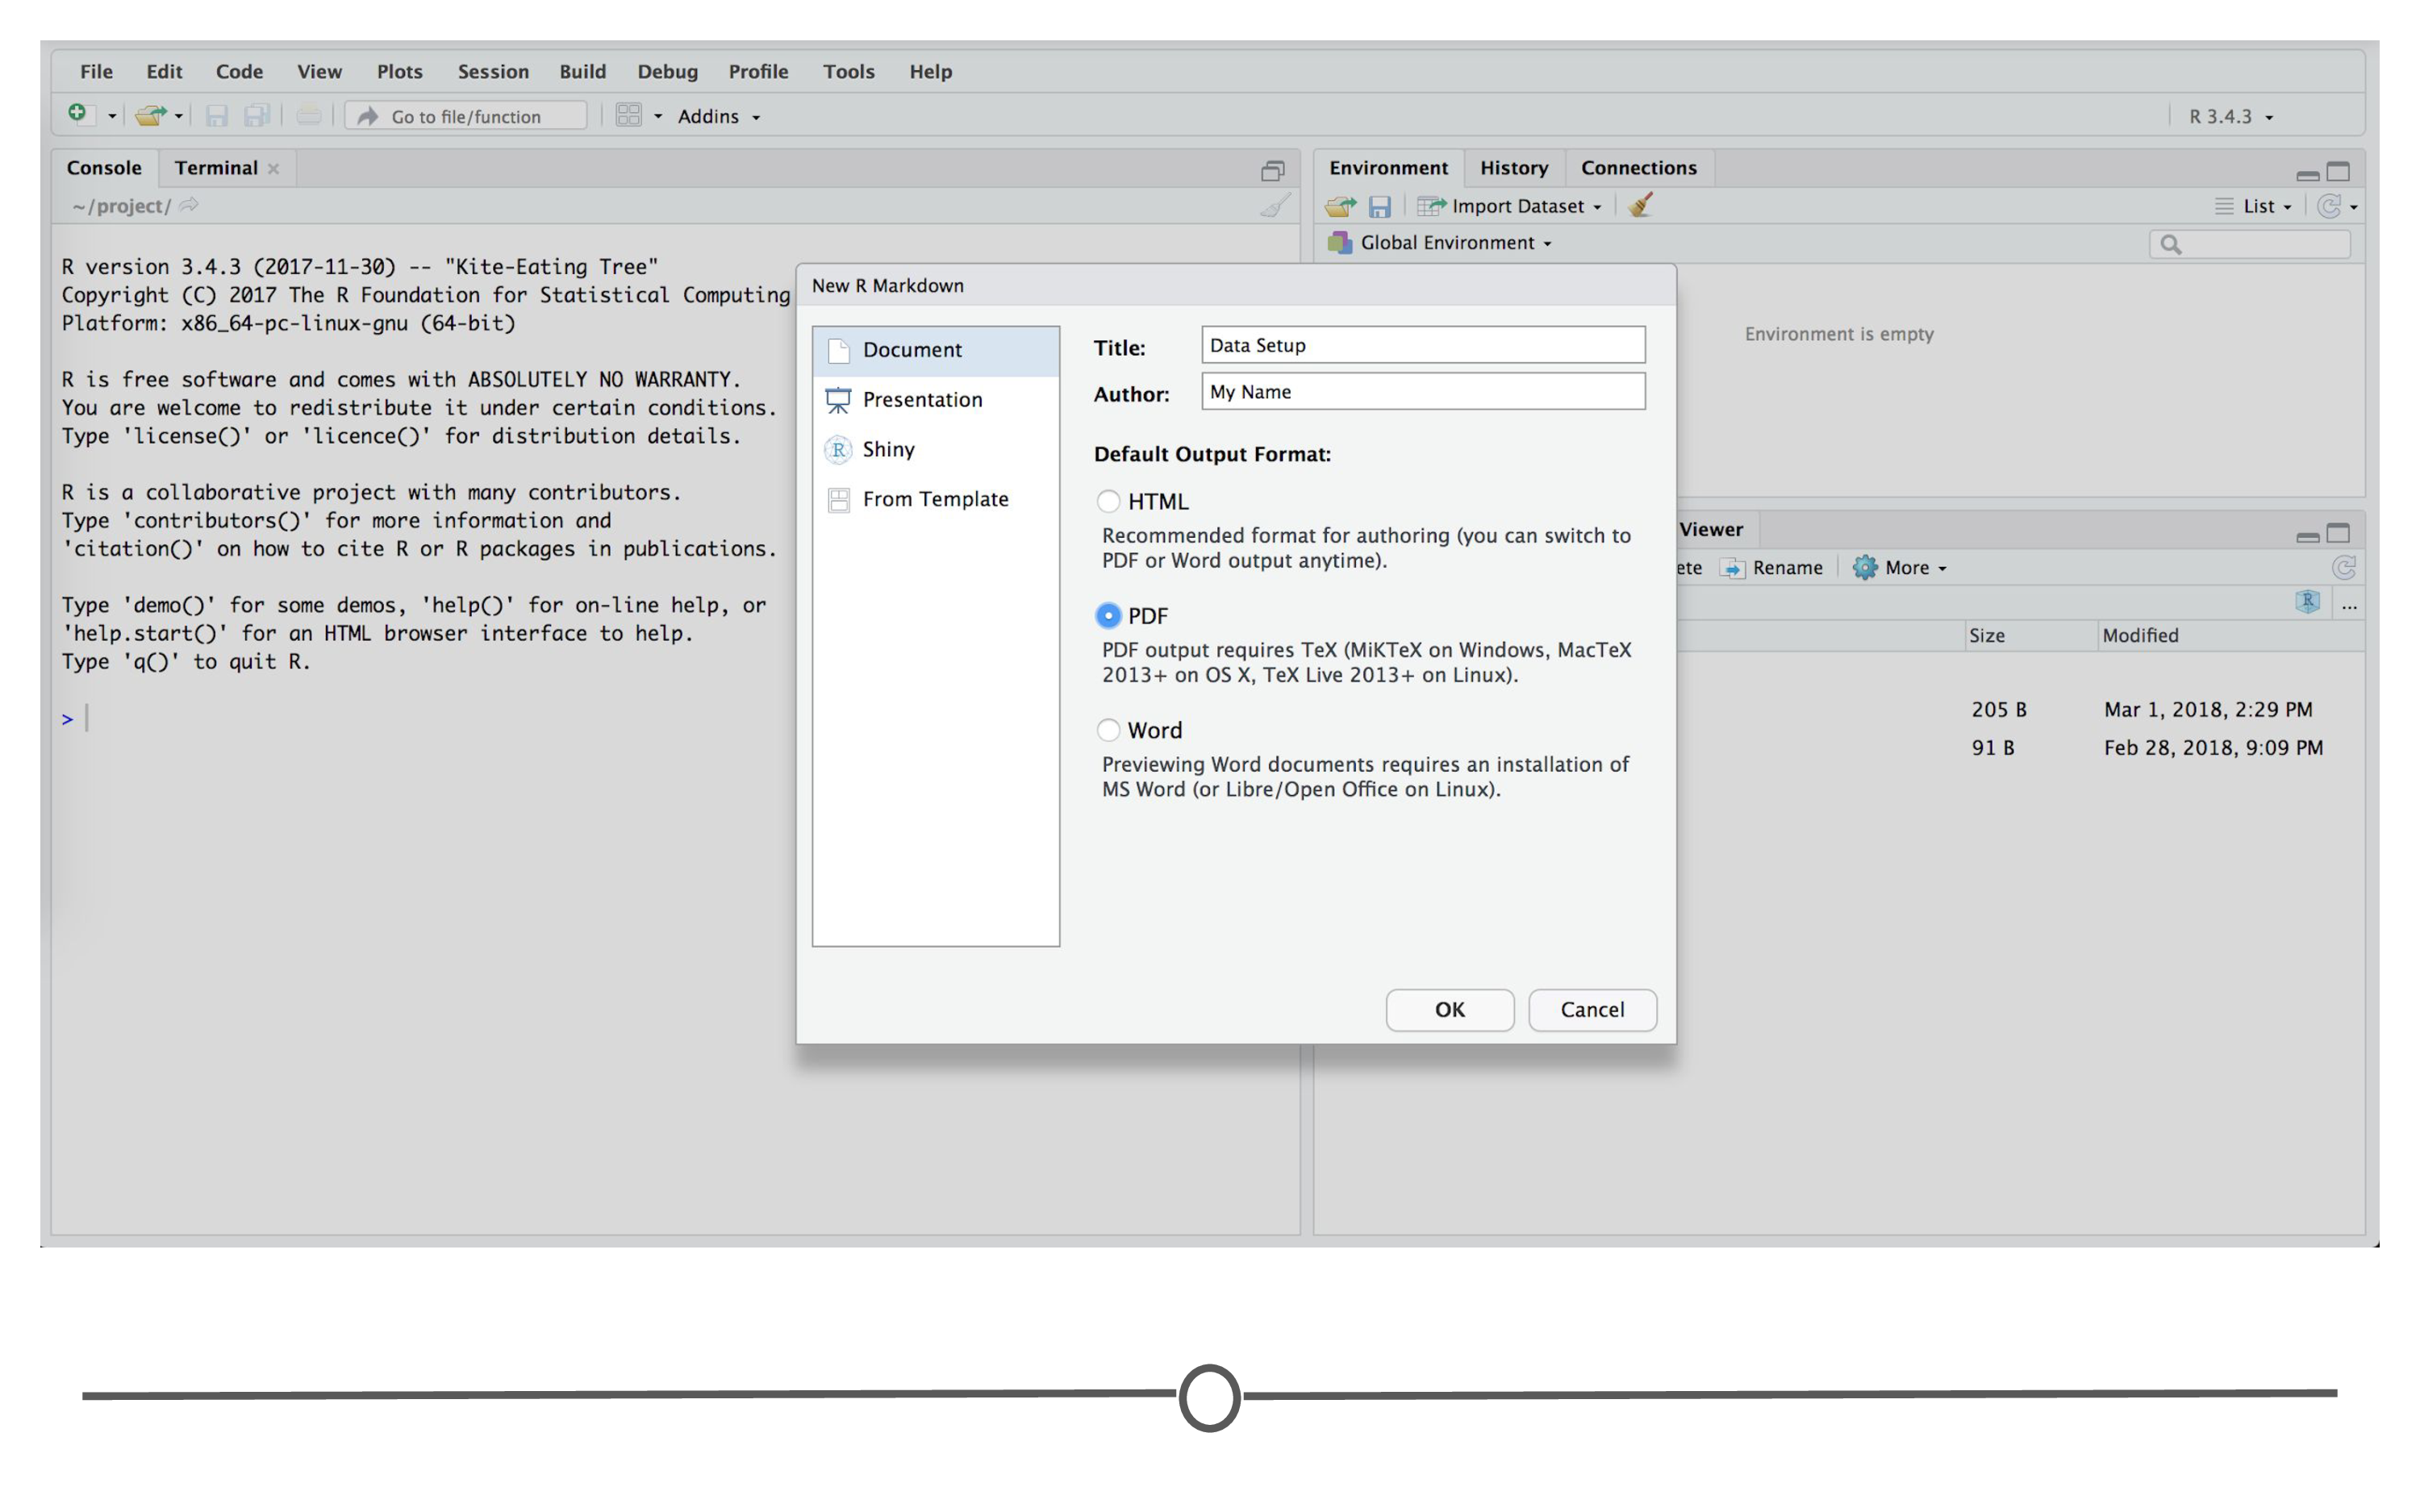 File Edit Code View Plots Session Build Debug Profile Tools Help
Go to file/function Addins R 3.4.3
Console Terminal
~/project/
R version 3.4.3 (2017-11-30) -- "Kite-Eating Tree"
Copyright (C) 2017 The R Foundation for Statistical Computing
Platform: x86_64-pc-linux-gnu (64-bit)
R is free software and comes with ABSOLUTELY NO WARRANTY.
You are welcome to redistribute it under certain conditions.
Type 'license()' or 'licence()' for distribution details.
R is a collaborative project with many contributors.
Type 'contributors()' for more information and
'citation()' on how to cite R or R packages in publications.
Type 'demo()' for some demos, 'help()' for on-line help, or
'help.start()' for an HTML browser interface to help.
Type 'q()' to quit R.
>
New R Markdown
Document
Presentation
R Shiny
From Template
Title: Data Setup
Author: My Name
Default Output Format:
HTML
Recommended format for authoring (you can switch to
PDF or Word output anytime).
PDF
PDF output requires TeX (MiKTeX on Windows, MacTeX
2013+ on OS X, TeX Live 2013+ on Linux).
Word
Previewing Word documents requires an installation of
MS Word (or Libre/Open Office on Linux).
OK Cancel
Environment History Connections
Import Dataset List
Global Environment
Environment is empty
Viewer
ete Rename More
R ...
Size Modified
205 B Mar 1, 2018, 2:29 PM
91 B Feb 28, 2018, 9:09 PM